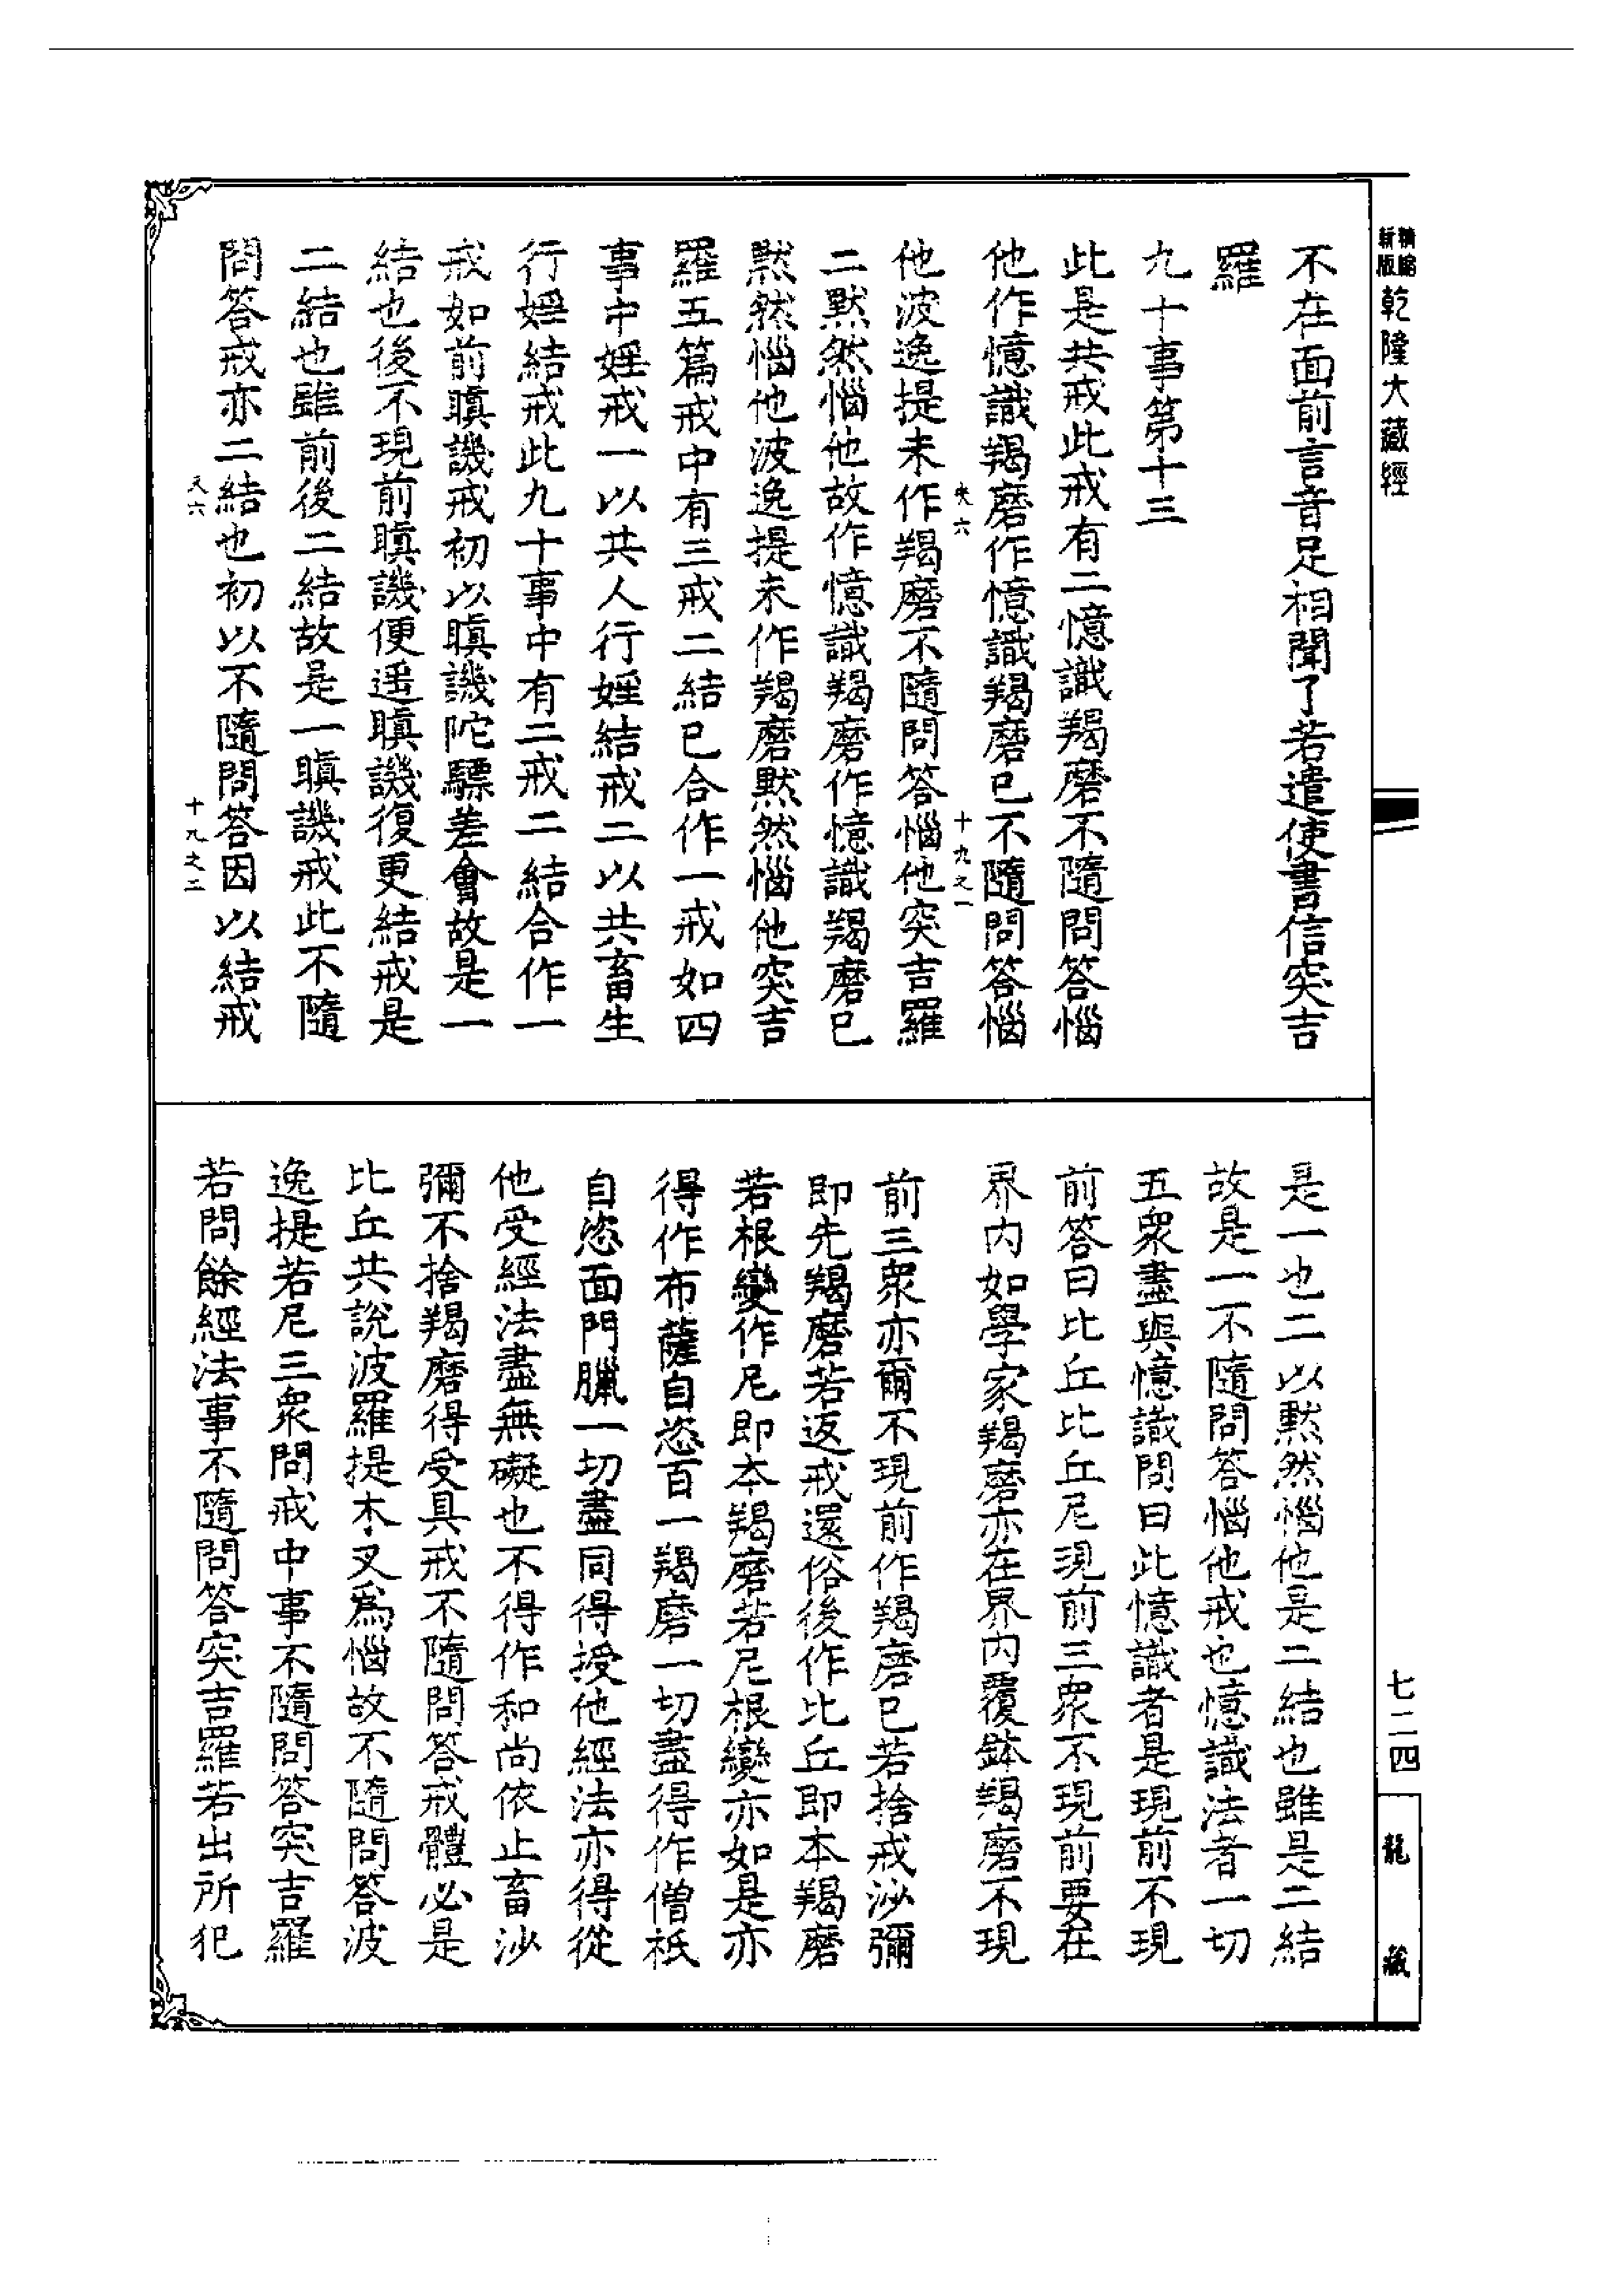 精縮新版乾隆大藏經
不在面前言音足相聞了若遣使書信突吉
羅
九十事第十三
此是共戒此戒有二憶識羯磨不隨問答惱
他作憶識羯磨作憶識羯磨已不隨問答惱
他波逸提未作羯磨不隨問答惱他突吉羅
二默然惱他故作憶識羯磨作憶識羯磨已
默然惱他波逸提未作羯磨默然惱他突吉
羅五篇戒中有三戒二結已合作一戒如四
事中婬戒一以共人行婬結戒二以共畜生
行婬結戒此九十事中有二戒二結合作一
戒如前瞋譏戒初以瞋譏陀驃差會故是一
結也後不現前瞋譏便遥瞋譏復更結戒是
二結也雖前後二結故是一瞋譏戒此不隨
問答戒亦二結也初以不隨問答因以結戒
十九之一
六
十九之二
是一也二以默然惱他是二結也雖是二結
故是一不隨問答惱他戒也憶識法者一切
五衆盡與憶識問曰此憶識者是現前不現
前答曰比丘比丘尼現前三衆不現前要在
界內如學家羯磨亦在界內覆鉢羯磨不現
前三衆亦爾不現前作羯磨已若捨戒沙彌
即先羯磨若返戒還俗後作比丘即本羯磨
若根變作尼即本羯磨若尼根變亦如是亦
得作布薩自恣百一羯磨一切盡得作僧祇
自恣面門臘一切盡同得授他經法亦得從
他受經法盡無礙也不得作和尚依止畜沙
彌不捨羯磨得受具戒不隨問答戒體必是
比丘共說波羅提木叉爲惱故不隨問答波
逸提若尼三衆問戒中事不隨問答突吉羅
若問餘經法事不隨問答突吉羅若出所犯
七二四
龍藏